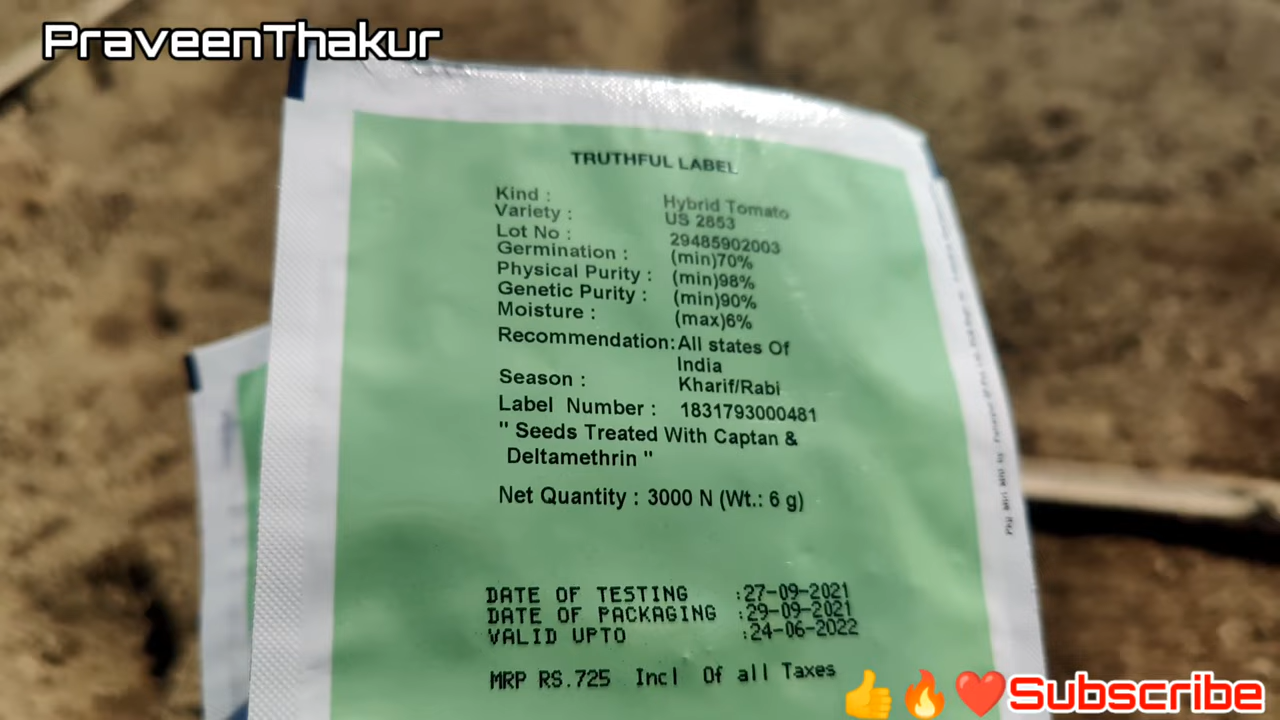 PraveenThakur
TRUTHFUL LABEL
Kind : Hybrid Tomato
Variety : US 2853
Lot No : 29485902003
Germination : (min)70%
Physical Purity : (min)98%
Genetic Purity : (min)90%
Moisture : (max)6%
Recommendation: All states Of
India
Season : Kharif/Rabi
Label Number : 1831793000481
" Seeds Treated With Captan &
Deltamethrin "
Net Quantity : 3000 N (Wt.: 6 g)
DATE OF TESTING :27-09-2021
DATE OF PACKAGING :29-09-2021
VALID UPTO :24-06-2022
MRP RS.725 Incl Of all Taxes
Subscribe